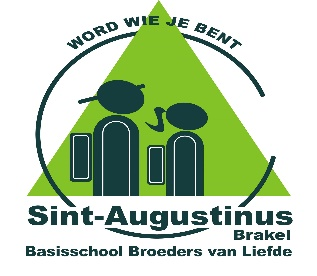 WORD WIE JE BENT
Sint-Augustinus
Brakel
Basisschool Broeders van Liefde